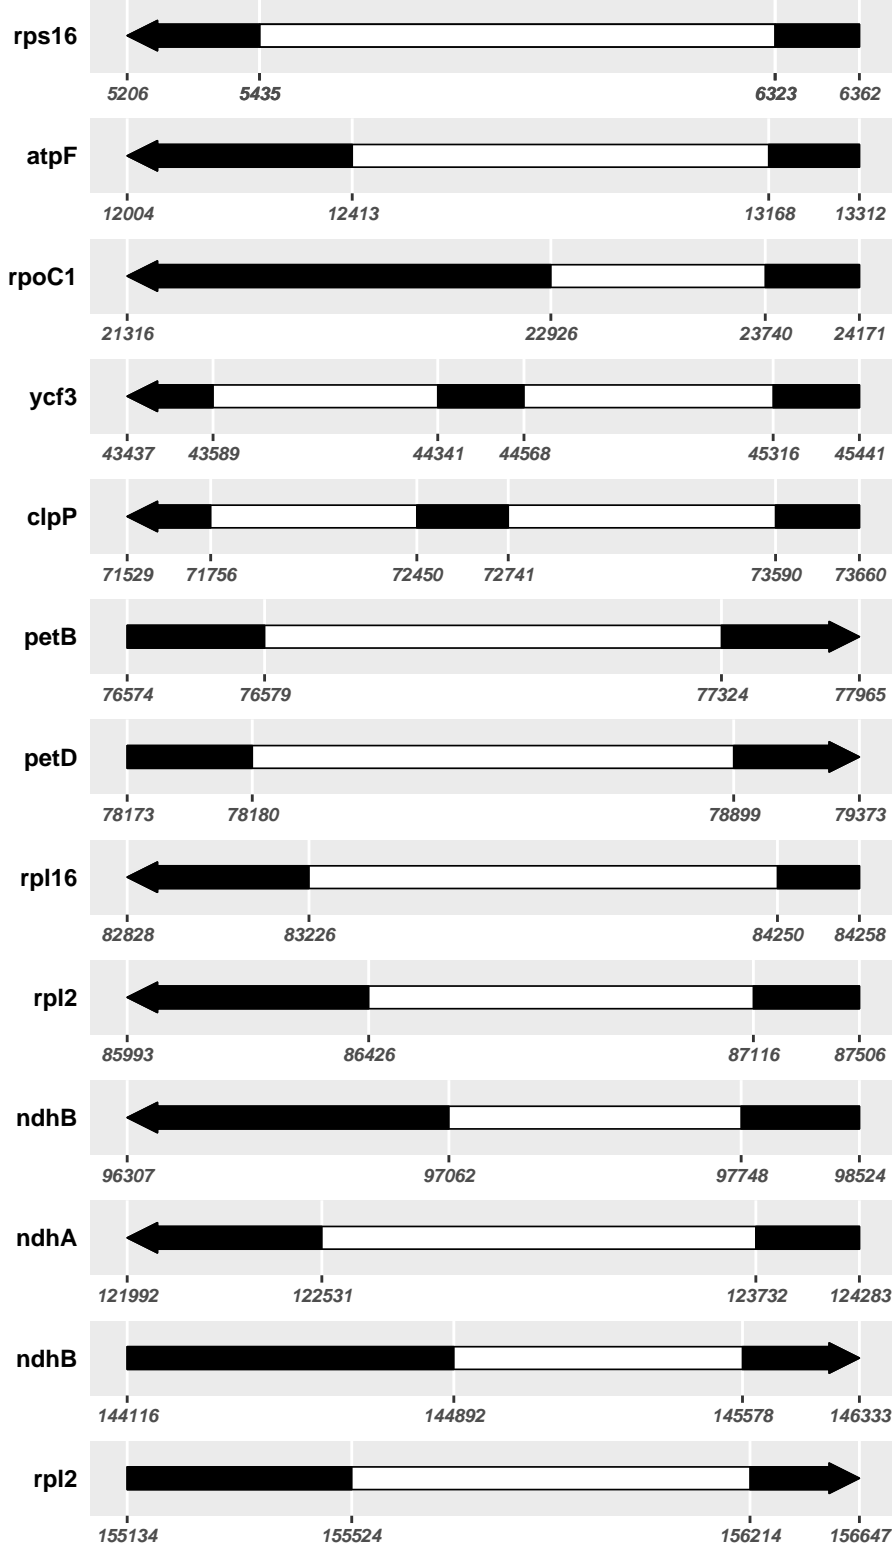 rps16
5206 5435 6323 6362
atpF
12004 12413 13168 13312
rpoC1
21316 22926 23740 24171
ycf3
43437 43589 44341 44568 45316 45441
clpP
71529 71756 72450 72741 73590 73660
petB
76574 76579 77324 77965
petD
78173 78180 78899 79373
rpl16
82828 83226 84250 84258
rpl2
85993 86426 87116 87506
ndhB
96307 97062 97748 98524
ndhA
121992 122531 123732 124283
ndhB
144116 144892 145578 146333
rpl2
155134 155524 156214 156647